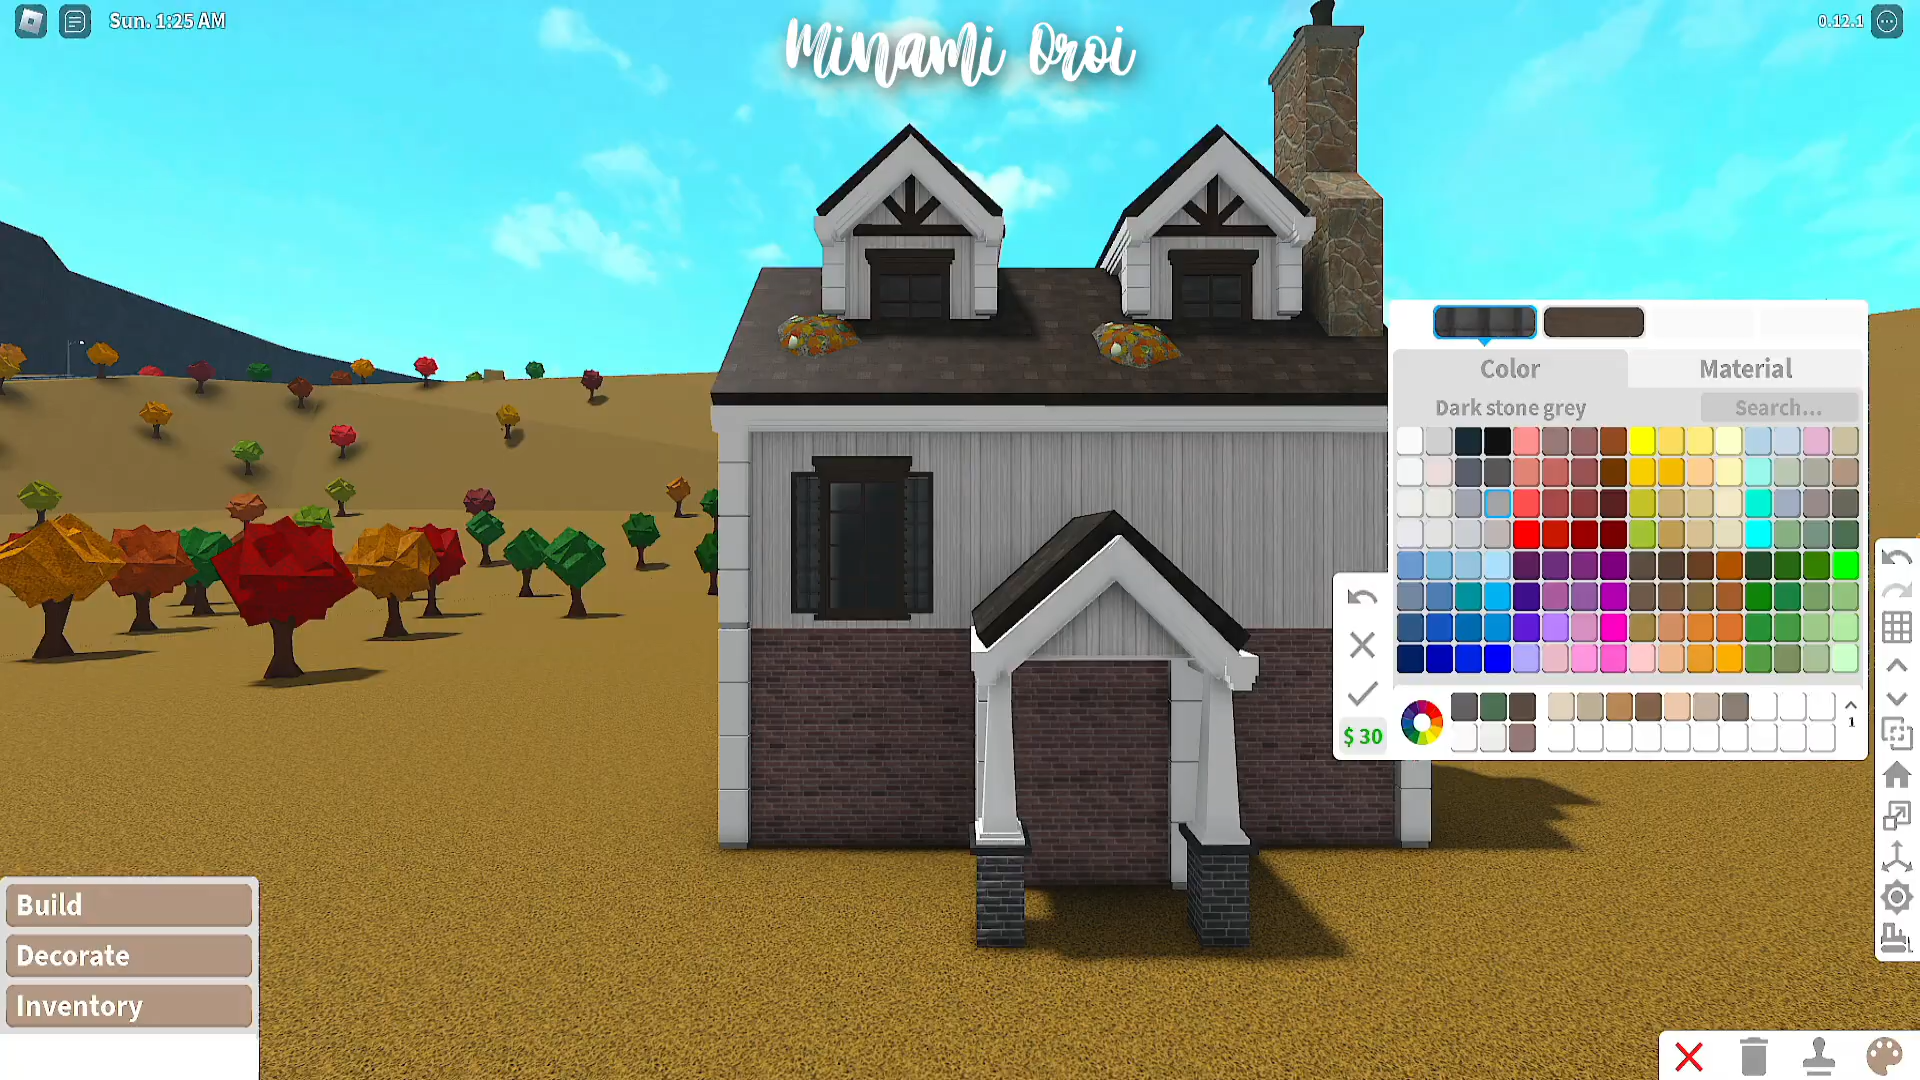 Sun. 1:25 AM
Minami Oroi
0.12.1
Color
Material
Dark stone grey
Search...
$ 30
1
Build
Decorate
Inventory